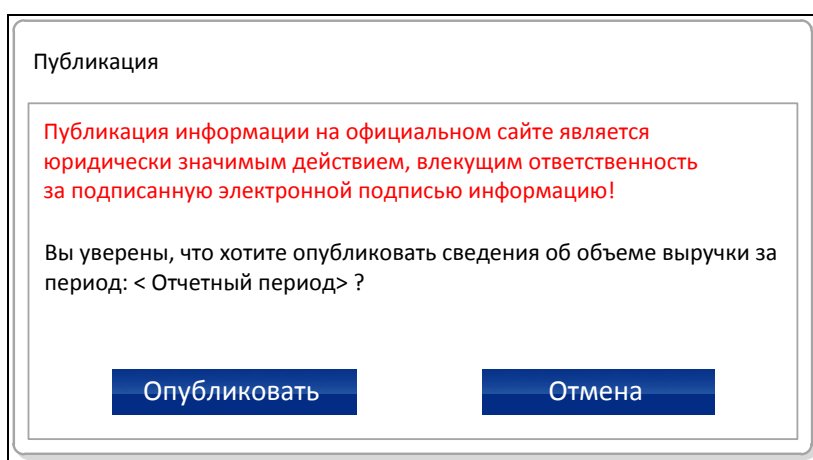 Публикация
Публикация информации на официальном сайте является
юридически значимым действием, влекущим ответственность
за подписанную электронной подписью информацию!
Вы уверены, что хотите опубликовать сведения об объеме выручки за
период: < Отчетный период> ?
Опубликовать Отмена